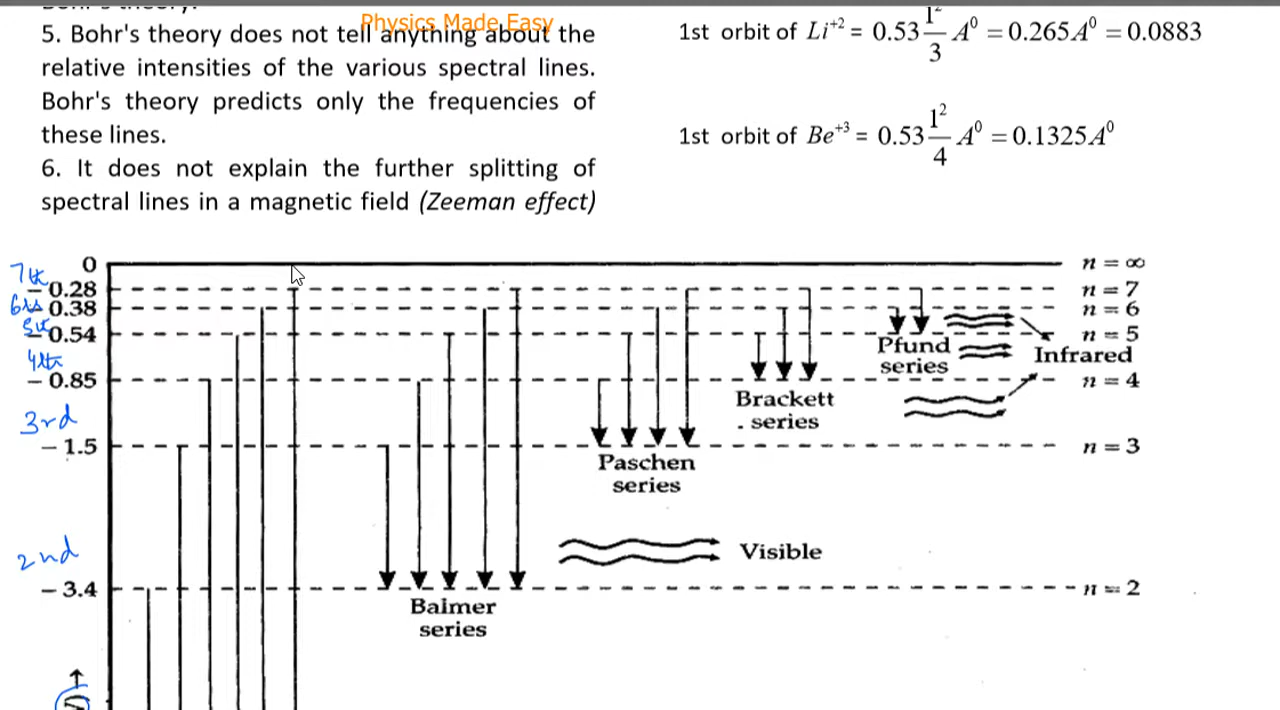 Physics Made Easy
5. Bohr's theory does not tell anything about the
relative intensities of the various spectral lines.
Bohr's theory predicts only the frequencies of
these lines.
6. It does not explain the further splitting of
spectral lines in a magnetic field (Zeeman effect)
1st orbit of Li⁺² = 0.53 1²/3 A⁰ = 0.265A⁰ = 0.0883
1st orbit of Be⁺³ = 0.53 1²/4 A⁰ = 0.1325A⁰
0
n = ∞
7th
– 0.28
n = 7
0.38
n = 6
– 0.54
n = 5
Pfund
series
Infrared
4th
– 0.85
n = 4
Brackett
. series
3rd
– 1.5
n = 3
Paschen
series
2nd
Visible
– 3.4
n = 2
Balmer
series